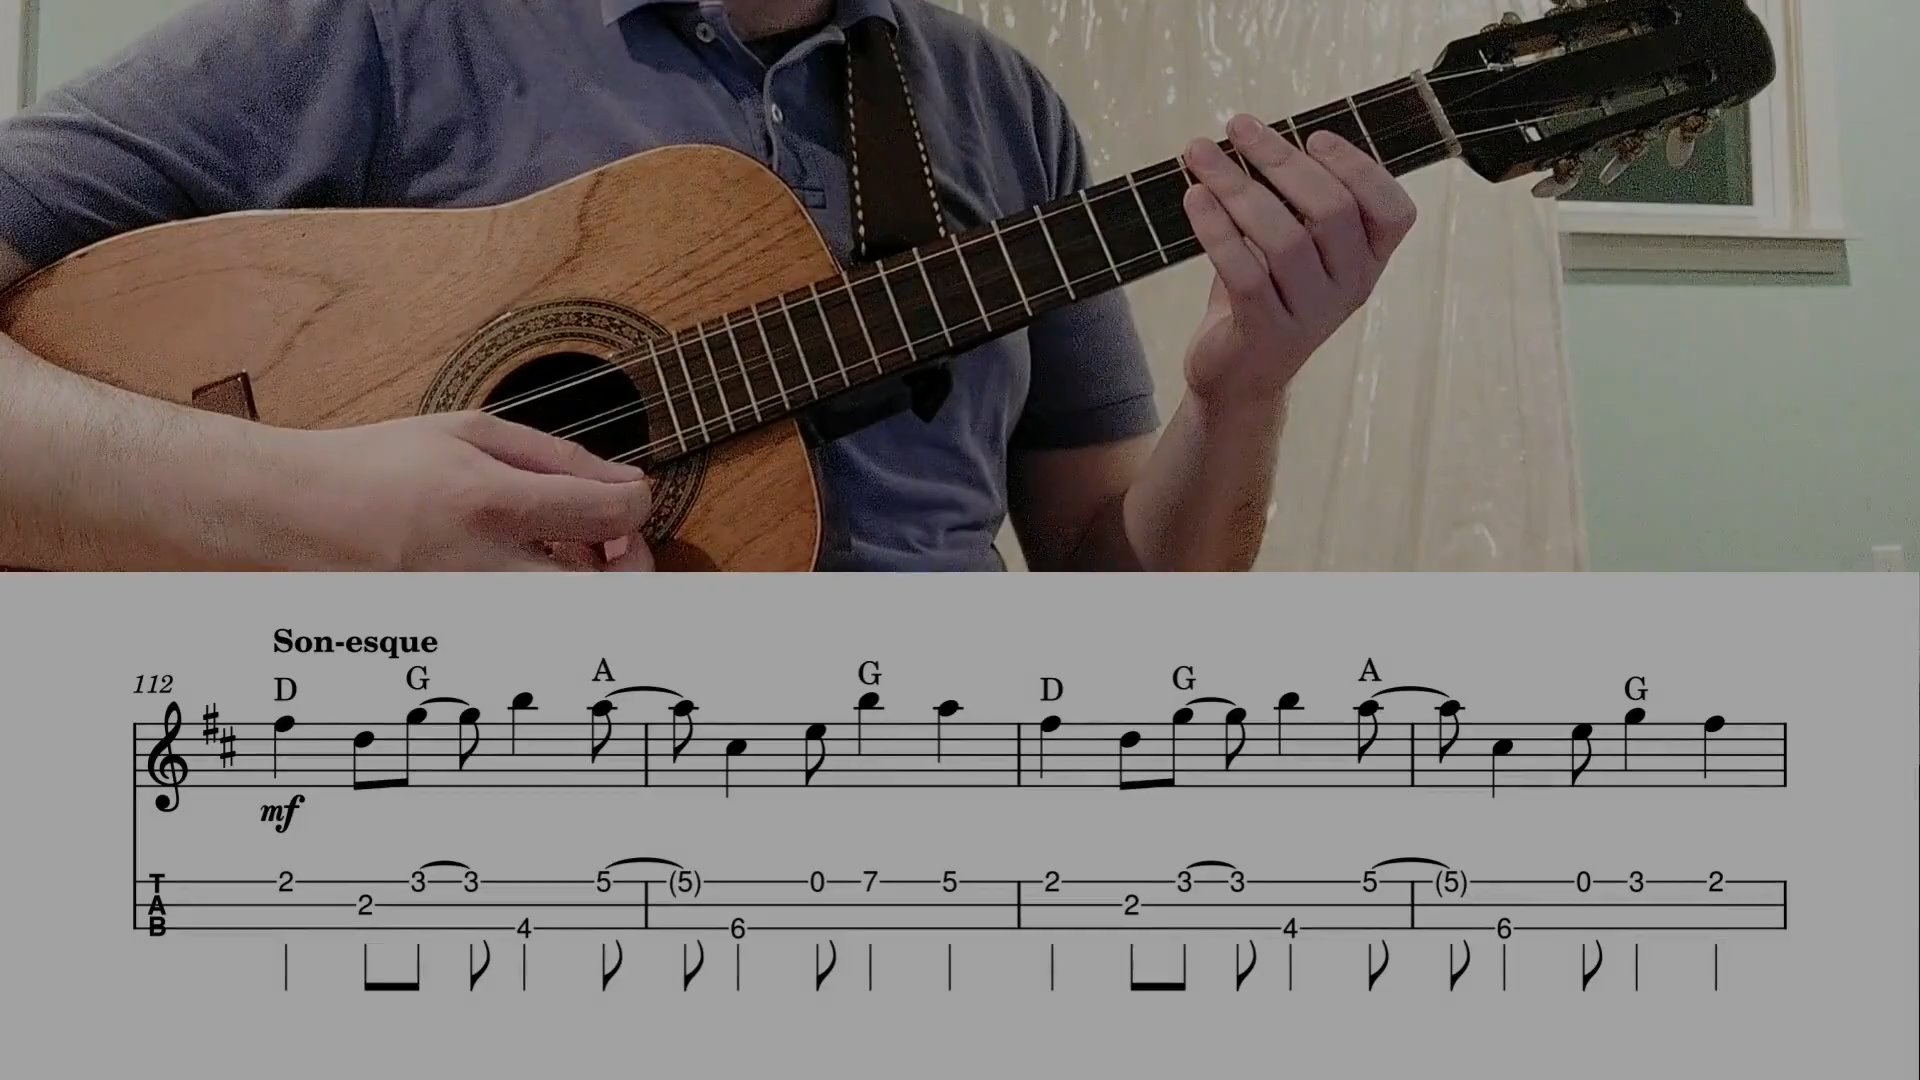 Son-esque
112 D G A G D G A G
mf
T 2 3 3 5 (5) 0 7 5 2 3 3 5 (5) 0 3 2
A 2 2
B 4 6 4 6